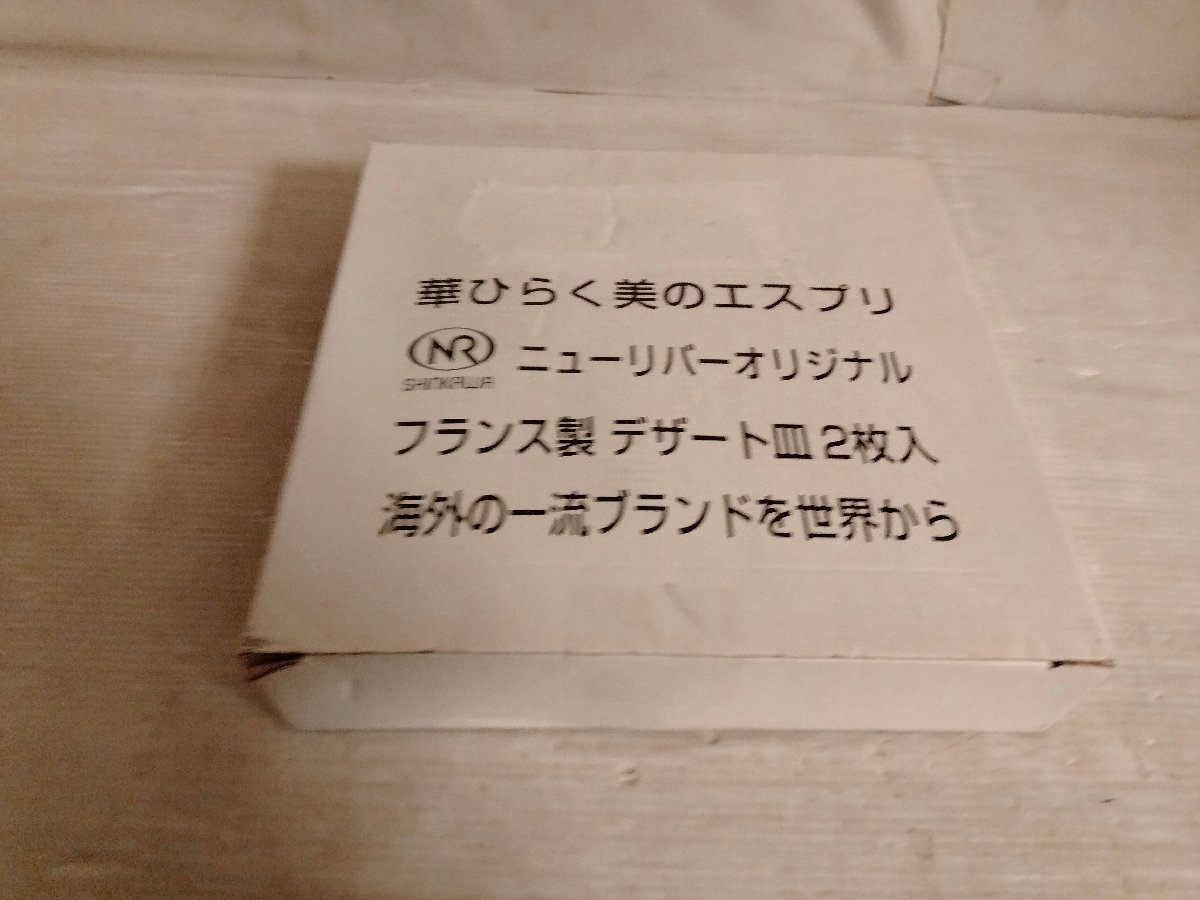 華ひらく美のエスプリ
NR SHINKAWA ニューリバーオリジナル
フランス製 デザート皿2枚入
海外の一流ブランドを世界から